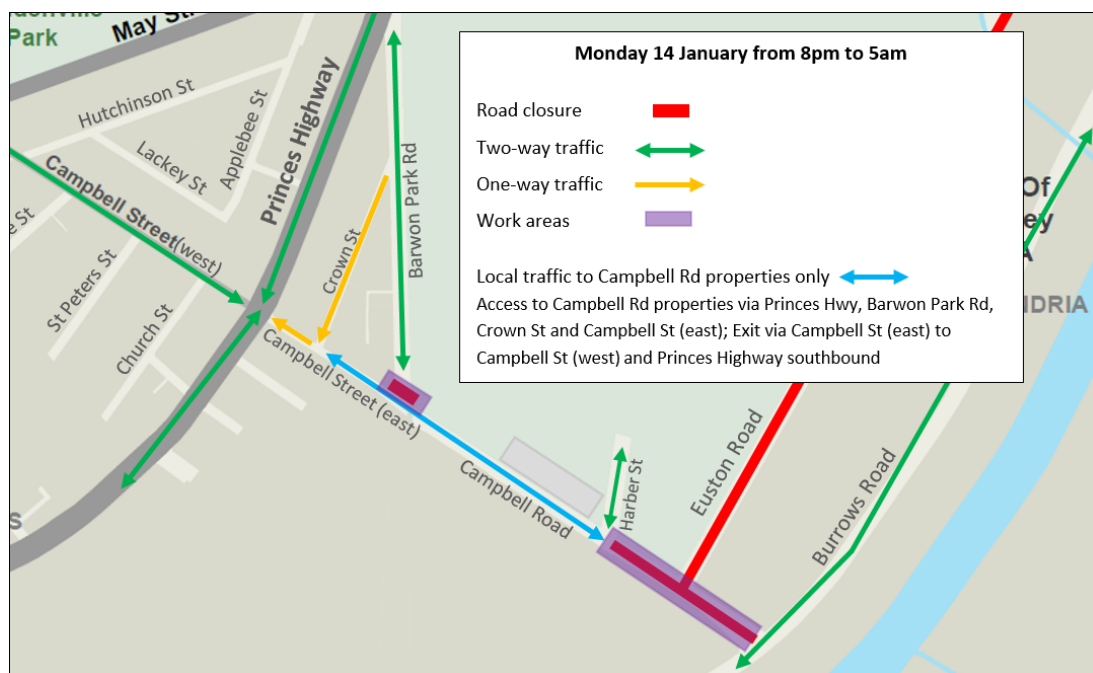 Park
May
Monday 14 January from 8pm to 5am
Road closure
Two-way traffic
One-way traffic
Work areas
Local traffic to Campbell Rd properties only
Access to Campbell Rd properties via Princes Hwy, Barwon Park Rd,
Crown St and Campbell St (east); Exit via Campbell St (east) to
Campbell St (west) and Princes Highway southbound
Hutchinson St
Lackey St
Applebee St
Princes Highway
Barwon Park Rd
Crown St
Campbell Street(west)
St Peters St
Church St
Campbell Street (east)
Campbell Road
Harber St
Euston Road
Burrows Road
Of
ey
A
NDRIA
e St
S